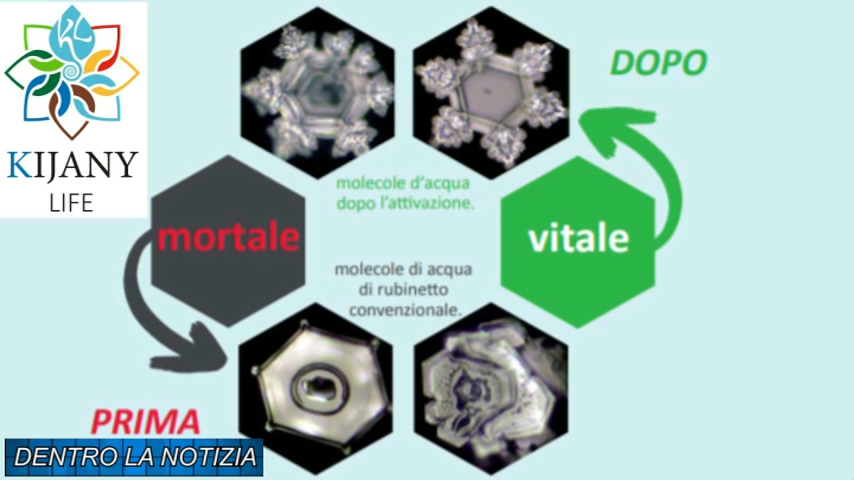 KIJANY
LIFE
DOPO
molecole d'acqua
dopo l'attivazione.
mortale
vitale
molecole di acqua
di rubinetto
convenzionale.
PRIMA
DENTRO LA NOTIZIA